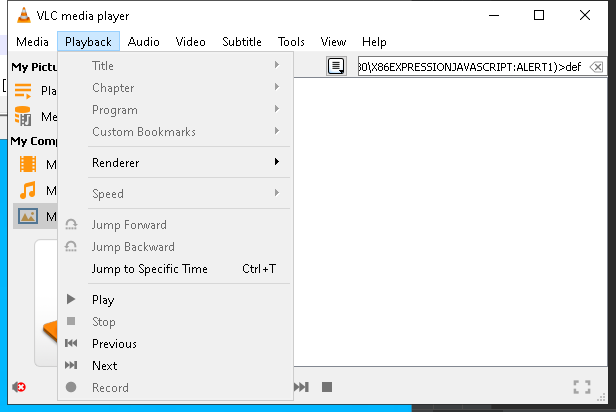 VLC media player
Media Playback Audio Video Subtitle Tools View Help
My Pictu
Title
30\X86EXPRESSIONJAVASCRIPT:ALERT1)>def
Pla
Chapter
Me
Program
Custom Bookmarks
My Comp
M
Renderer
M
Speed
M
Jump Forward
Jump Backward
Jump to Specific Time Ctrl+T
Play
Stop
Previous
Next
Record